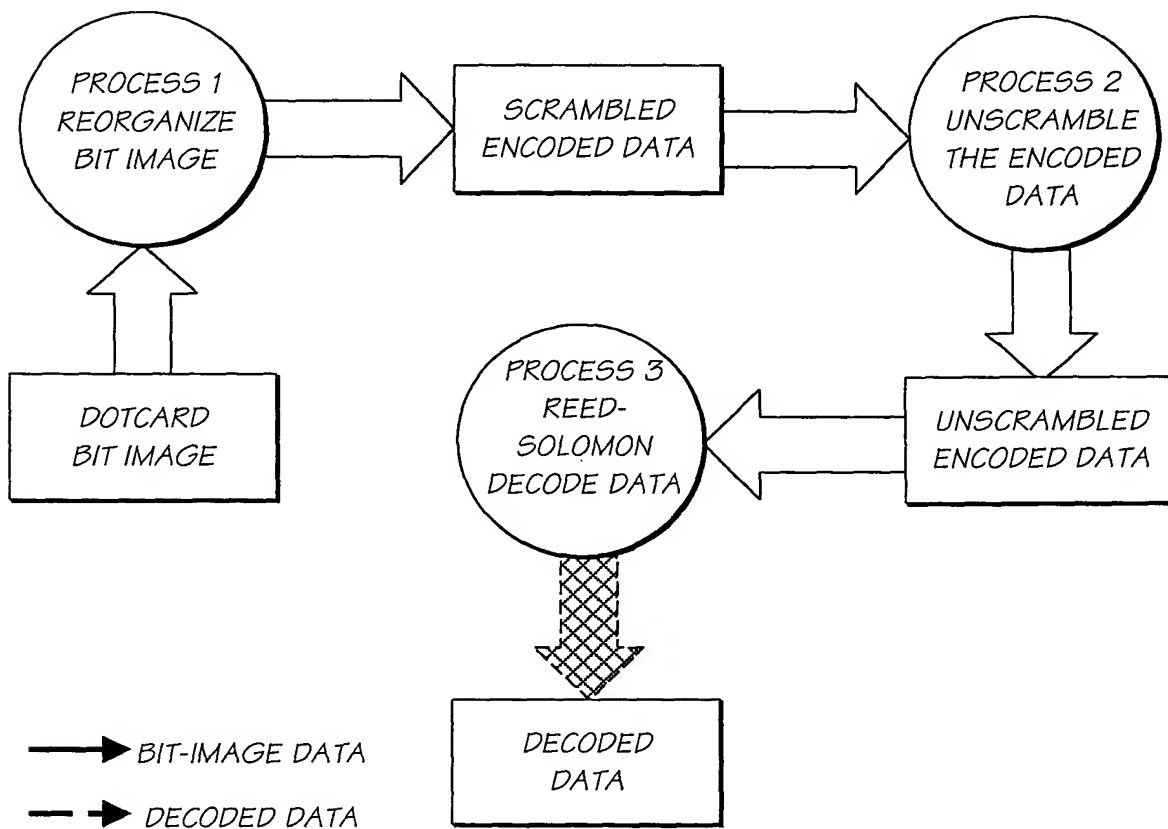 PROCESS 1
REORGANIZE
BIT IMAGE
SCRAMBLED
ENCODED DATA
PROCESS 2
UNSCRAMBLE
THE ENCODED
DATA
DOTCARD
BIT IMAGE
PROCESS 3
REED-
SOLOMON
DECODE DATA
UNSCRAMBLED
ENCODED DATA
DECODED
DATA
BIT-IMAGE DATA
DECODED DATA